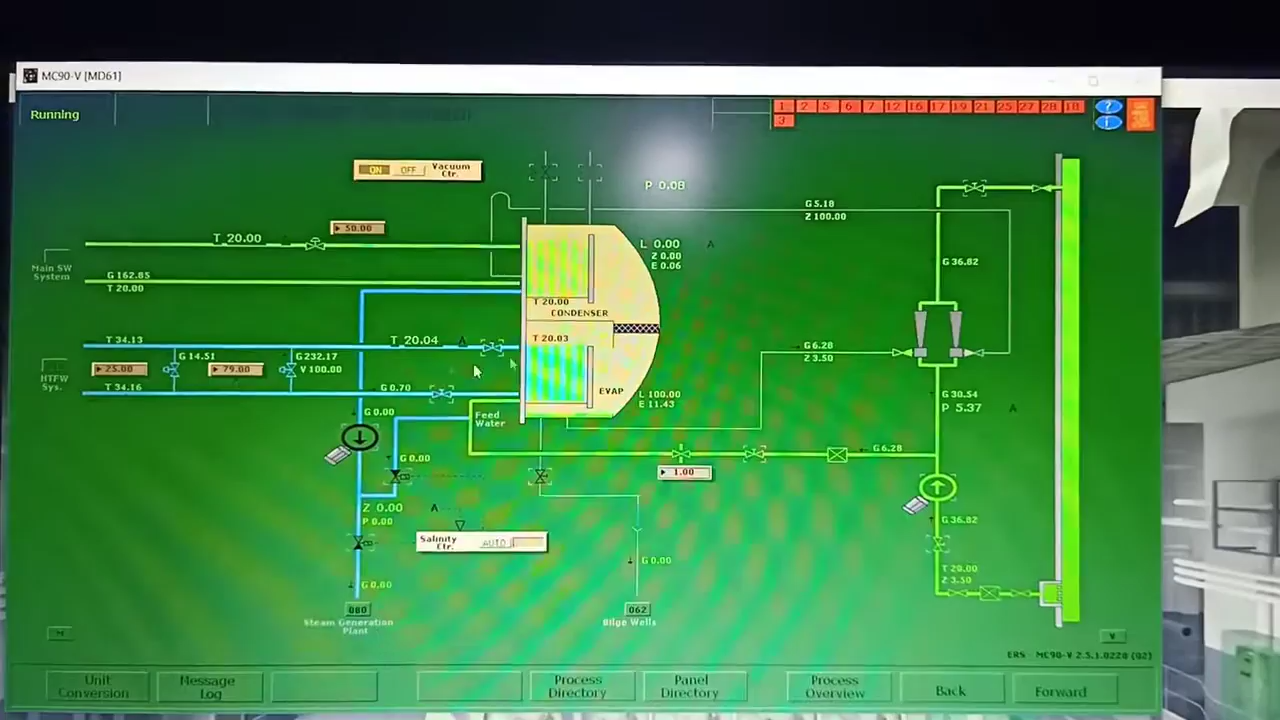 MC90-V [MD61]
Running
1 2 5 6 7 12 16 17 19 21 25 27 28 18
3
?
i
ON OFF Vacuum Ctr.
P 0.08
G 5.18
Z 100.00
T 20.00
50.00
L 0.00 A
Z 0.00
E 0.06
Main SW
System
G 162.85
T 20.00
G 36.82
T 20.00
CONDENSER
T 34.13
T 20.04 A
T 20.03
G 6.28
Z 3.50
G 14.51
G 232.17
V 100.00
25.00
79.00
HTFW
Sys.
T 34.16
G 0.70
EVAP
L 100.00
E 11.43
G 30.54
P 5.37 A
G 0.00
Feed
Water
G 0.00
G 6.28
1.00
Z 0.00 A
P 0.00
G 36.82
Salinity
Ctr.
AUTO
G 0.00
T 20.00
Z 3.50
G 0.00
080
Steam Generation
Plant
062
Bilge Wells
M
V
ERS - MC90-V 2.5.1.0220 (02)
Unit
Conversion
Message
Log
Process
Directory
Panel
Directory
Process
Overview
Back
Forward